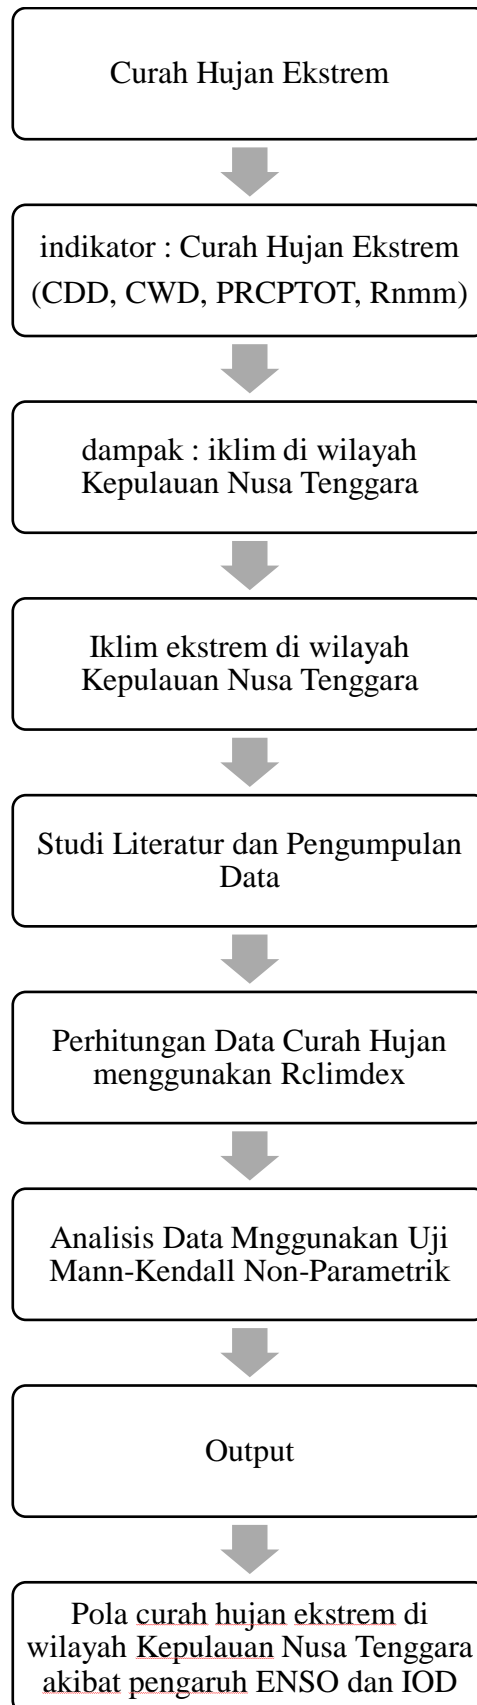 Curah Hujan Ekstrem
indikator : Curah Hujan Ekstrem
(CDD, CWD, PRCPTOT, Rnmm)
dampak : iklim di wilayah
Kepulauan Nusa Tenggara
Iklim ekstrem di wilayah
Kepulauan Nusa Tenggara
Studi Literatur dan Pengumpulan
Data
Perhitungan Data Curah Hujan
menggunakan Rclimdex
Analisis Data Mnggunakan Uji
Mann-Kendall Non-Parametrik
Output
Pola curah hujan ekstrem di
wilayah Kepulauan Nusa Tenggara
akibat pengaruh ENSO dan IOD